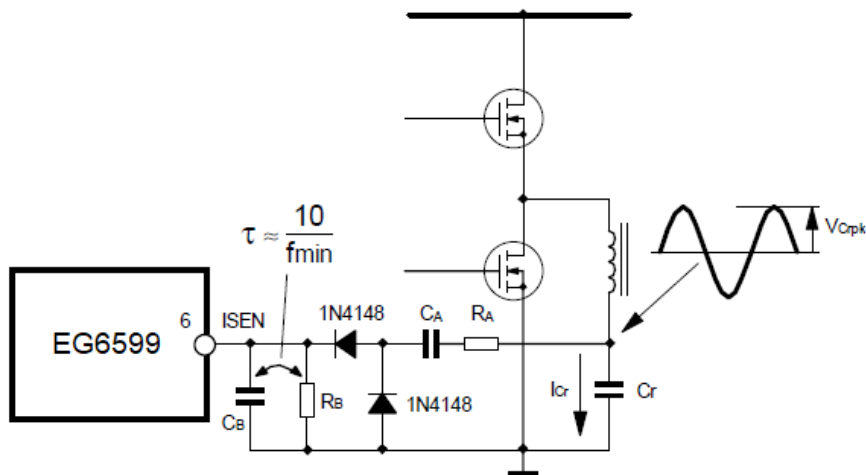 τ ≈ 10
fmin
VCrpk
6 ISEN
EG6599
1N4148
CA
RA
CB
RB
1N4148
ICr
Cr